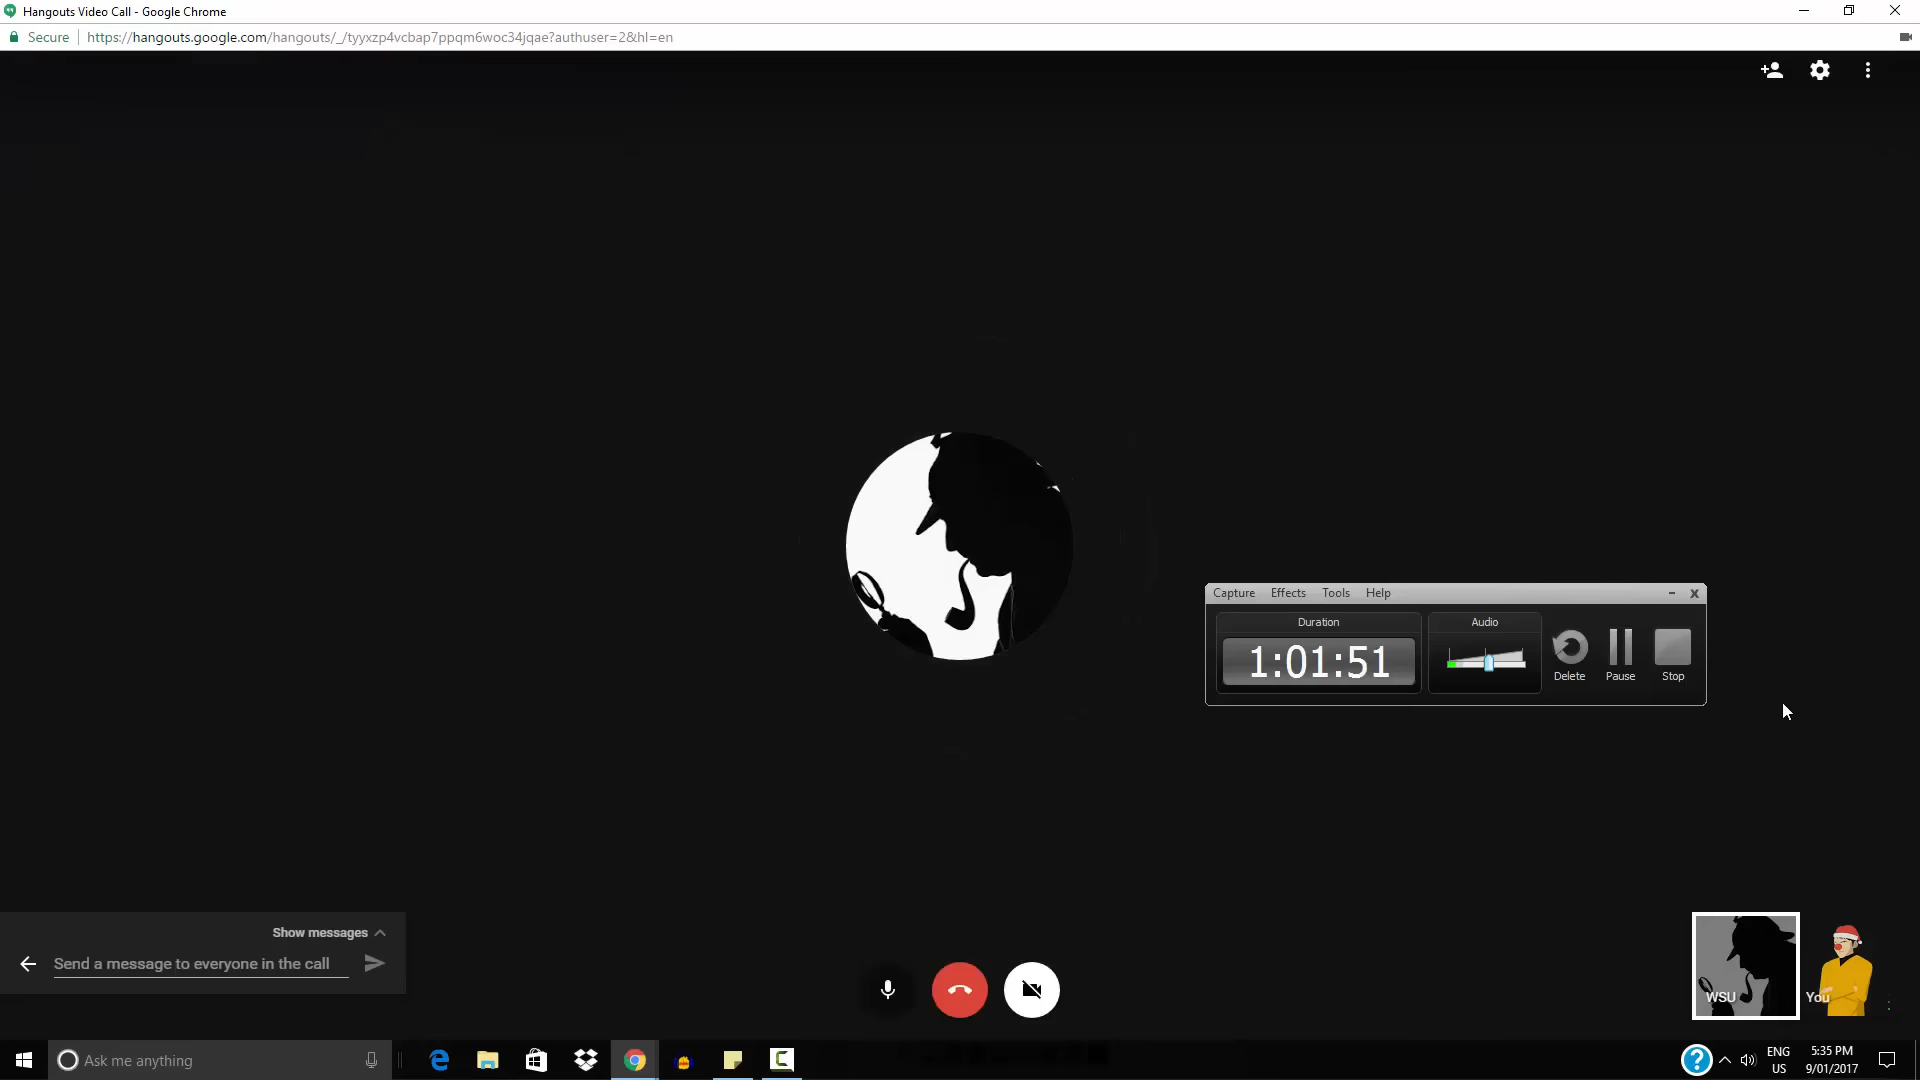 Hangouts Video Call - Google Chrome
Secure
https://hangouts.google.com/hangouts/_/tyyxzp4vcbap7ppqm6woc34jqae?authuser=2&hl=en
Capture Effects Tools Help
Duration
Audio
1:01:51
Delete Pause Stop
Show messages
Send a message to everyone in the call
WSU
You
Ask me anything
ENG
US
5:35 PM
9/01/2017